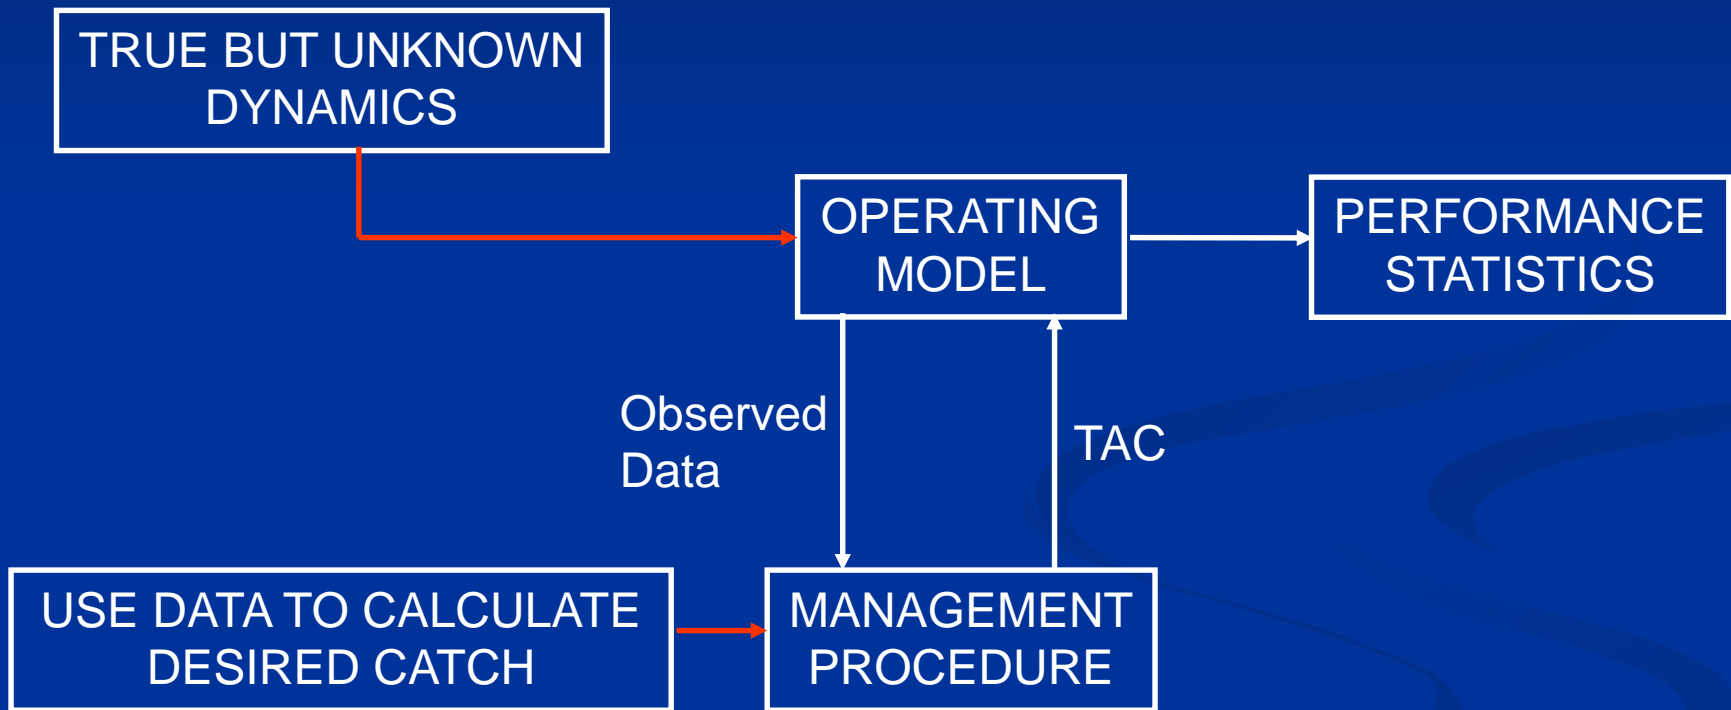 TRUE BUT UNKNOWN
DYNAMICS
OPERATING
MODEL
PERFORMANCE
STATISTICS
Observed
Data
TAC
USE DATA TO CALCULATE
DESIRED CATCH
MANAGEMENT
PROCEDURE